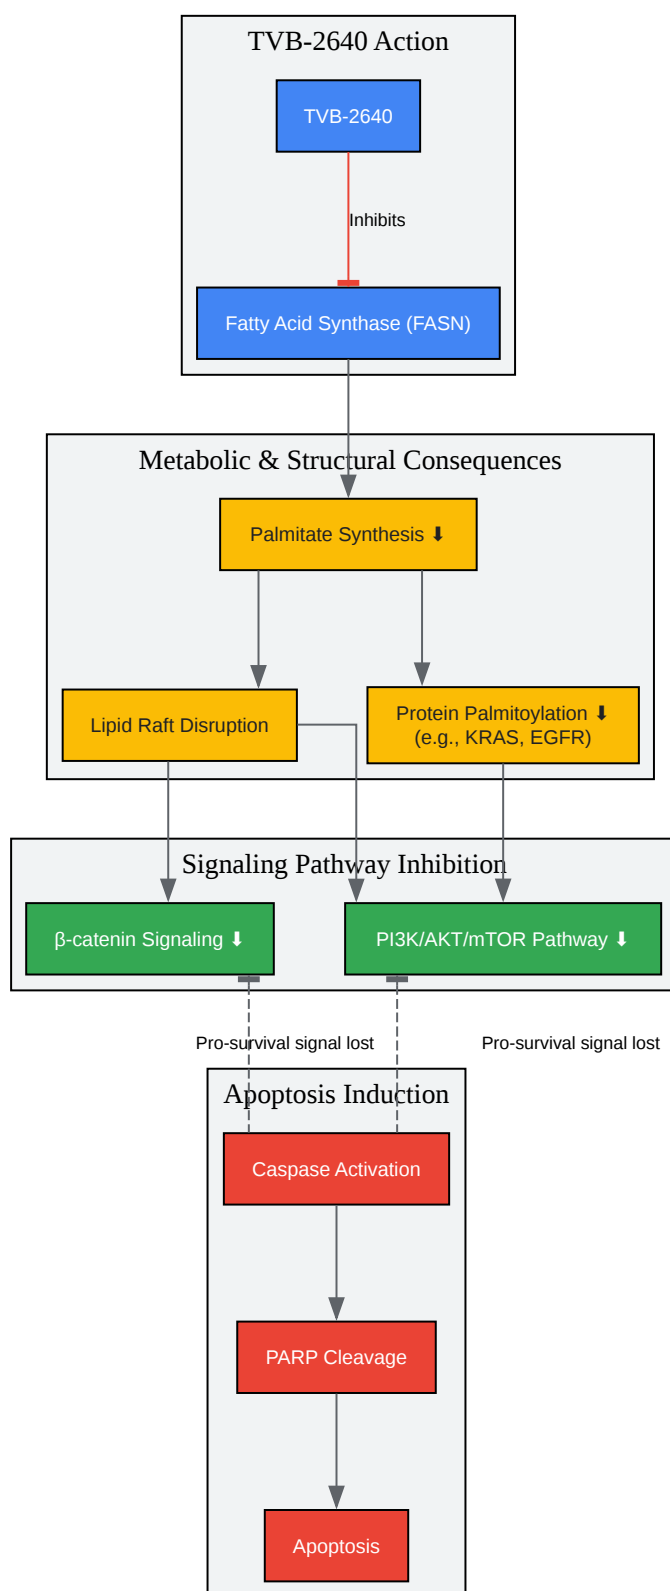 TVB-2640 Action
TVB-2640
Inhibits
Fatty Acid Synthase (FASN)
Metabolic & Structural Consequences
Palmitate Synthesis ⬇
Lipid Raft Disruption
Protein Palmitoylation ⬇
(e.g., KRAS, EGFR)
Signaling Pathway Inhibition
β-catenin Signaling ⬇
PI3K/AKT/mTOR Pathway ⬇
Pro-survival signal lost
Pro-survival signal lost
Apoptosis Induction
Caspase Activation
PARP Cleavage
Apoptosis